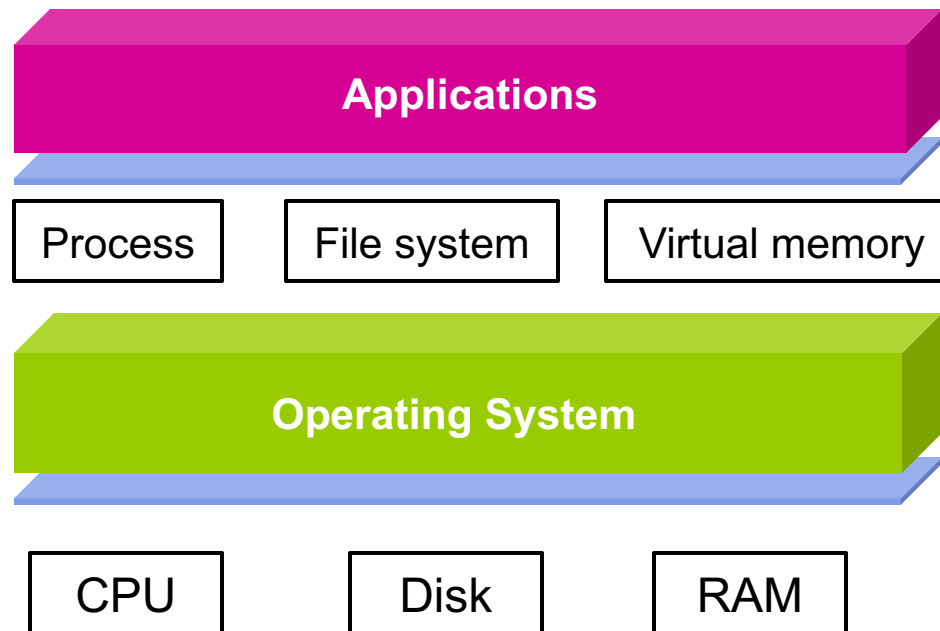 Applications
Process
File system
Virtual memory
Operating System
CPU
Disk
RAM